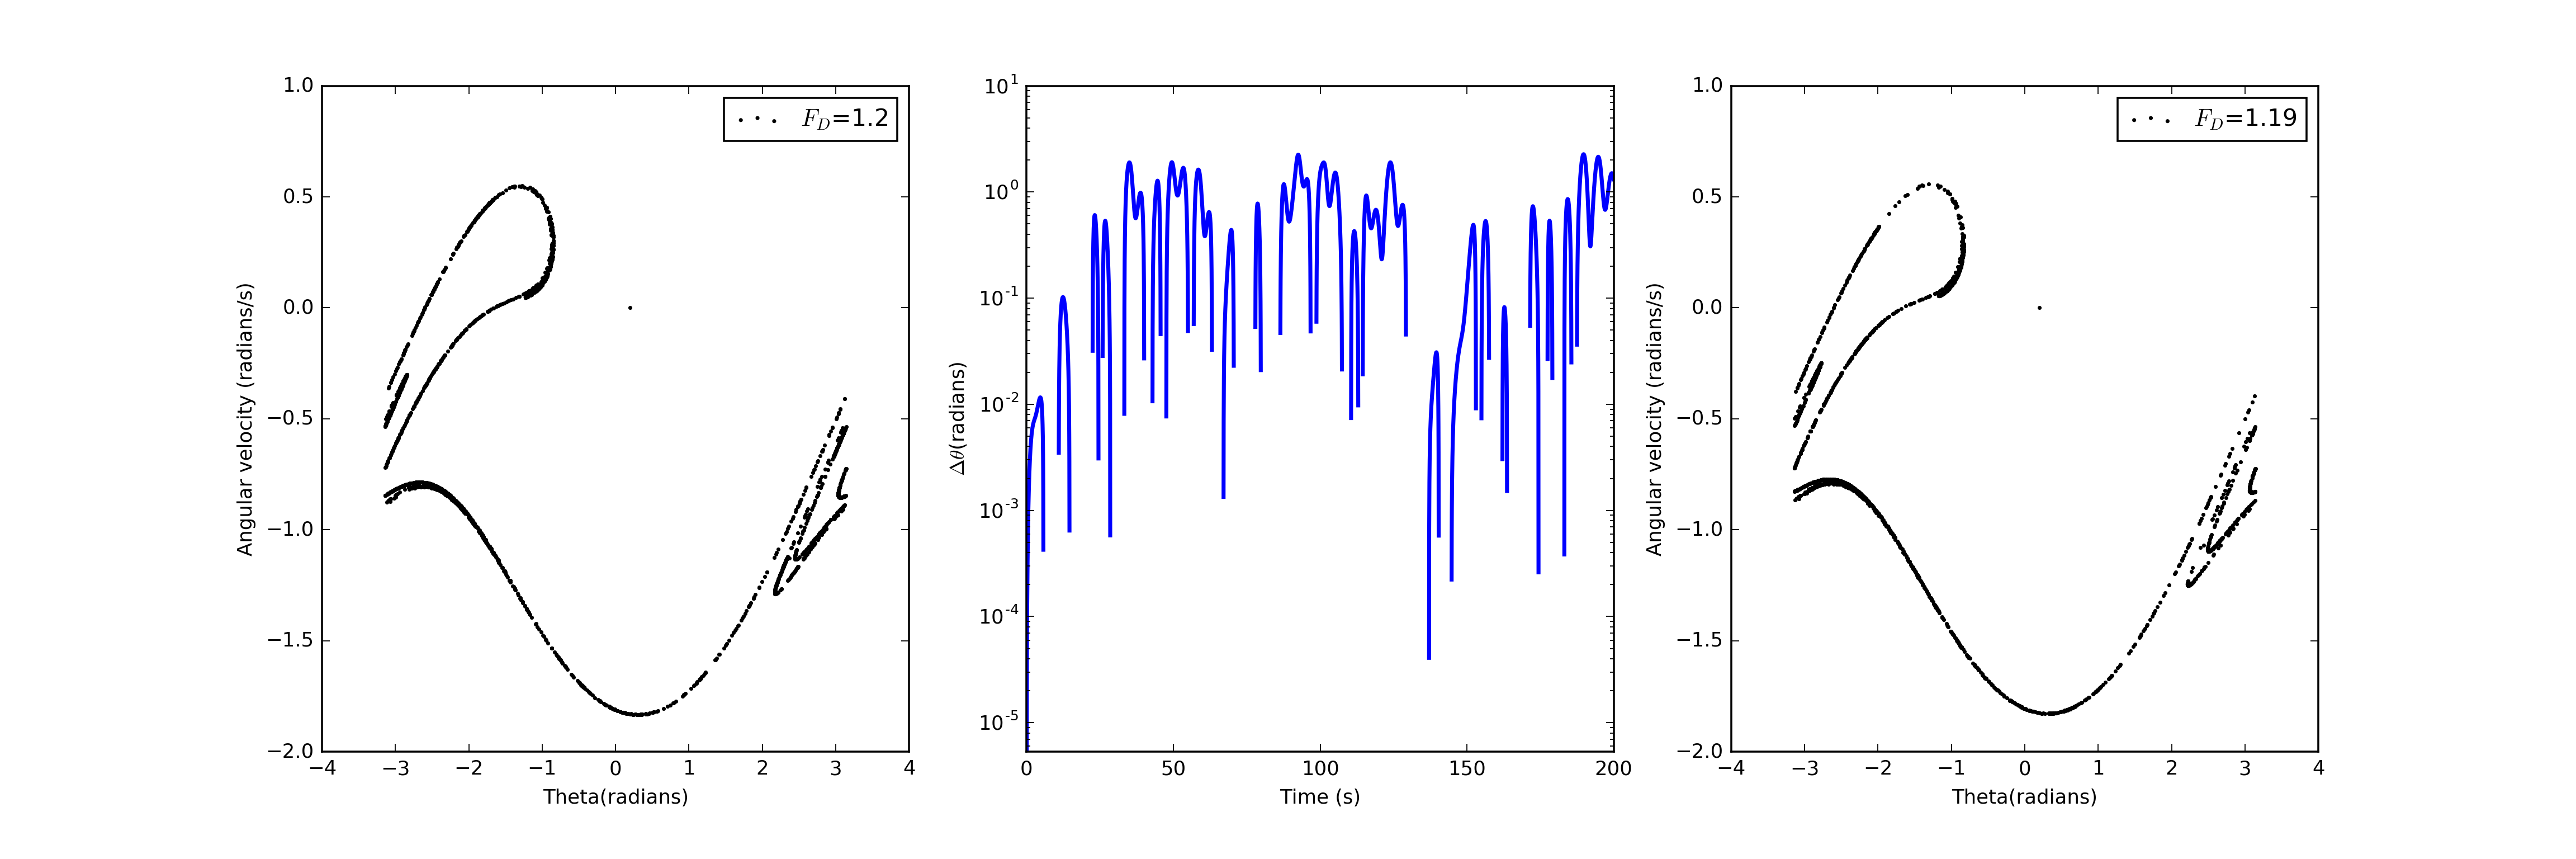 F_D=1.2
1.0
0.5
0.0
−0.5
−1.0
−1.5
−2.0
Angular velocity (radians/s)
−4 −3 −2 −1 0 1 2 3 4
Theta(radians)
10^1
10^0
10^-1
10^-2
10^-3
10^-4
10^-5
Δθ(radians)
0 50 100 150 200
Time (s)
F_D=1.19
1.0
0.5
0.0
−0.5
−1.0
−1.5
−2.0
Angular velocity (radians/s)
−4 −3 −2 −1 0 1 2 3 4
Theta(radians)